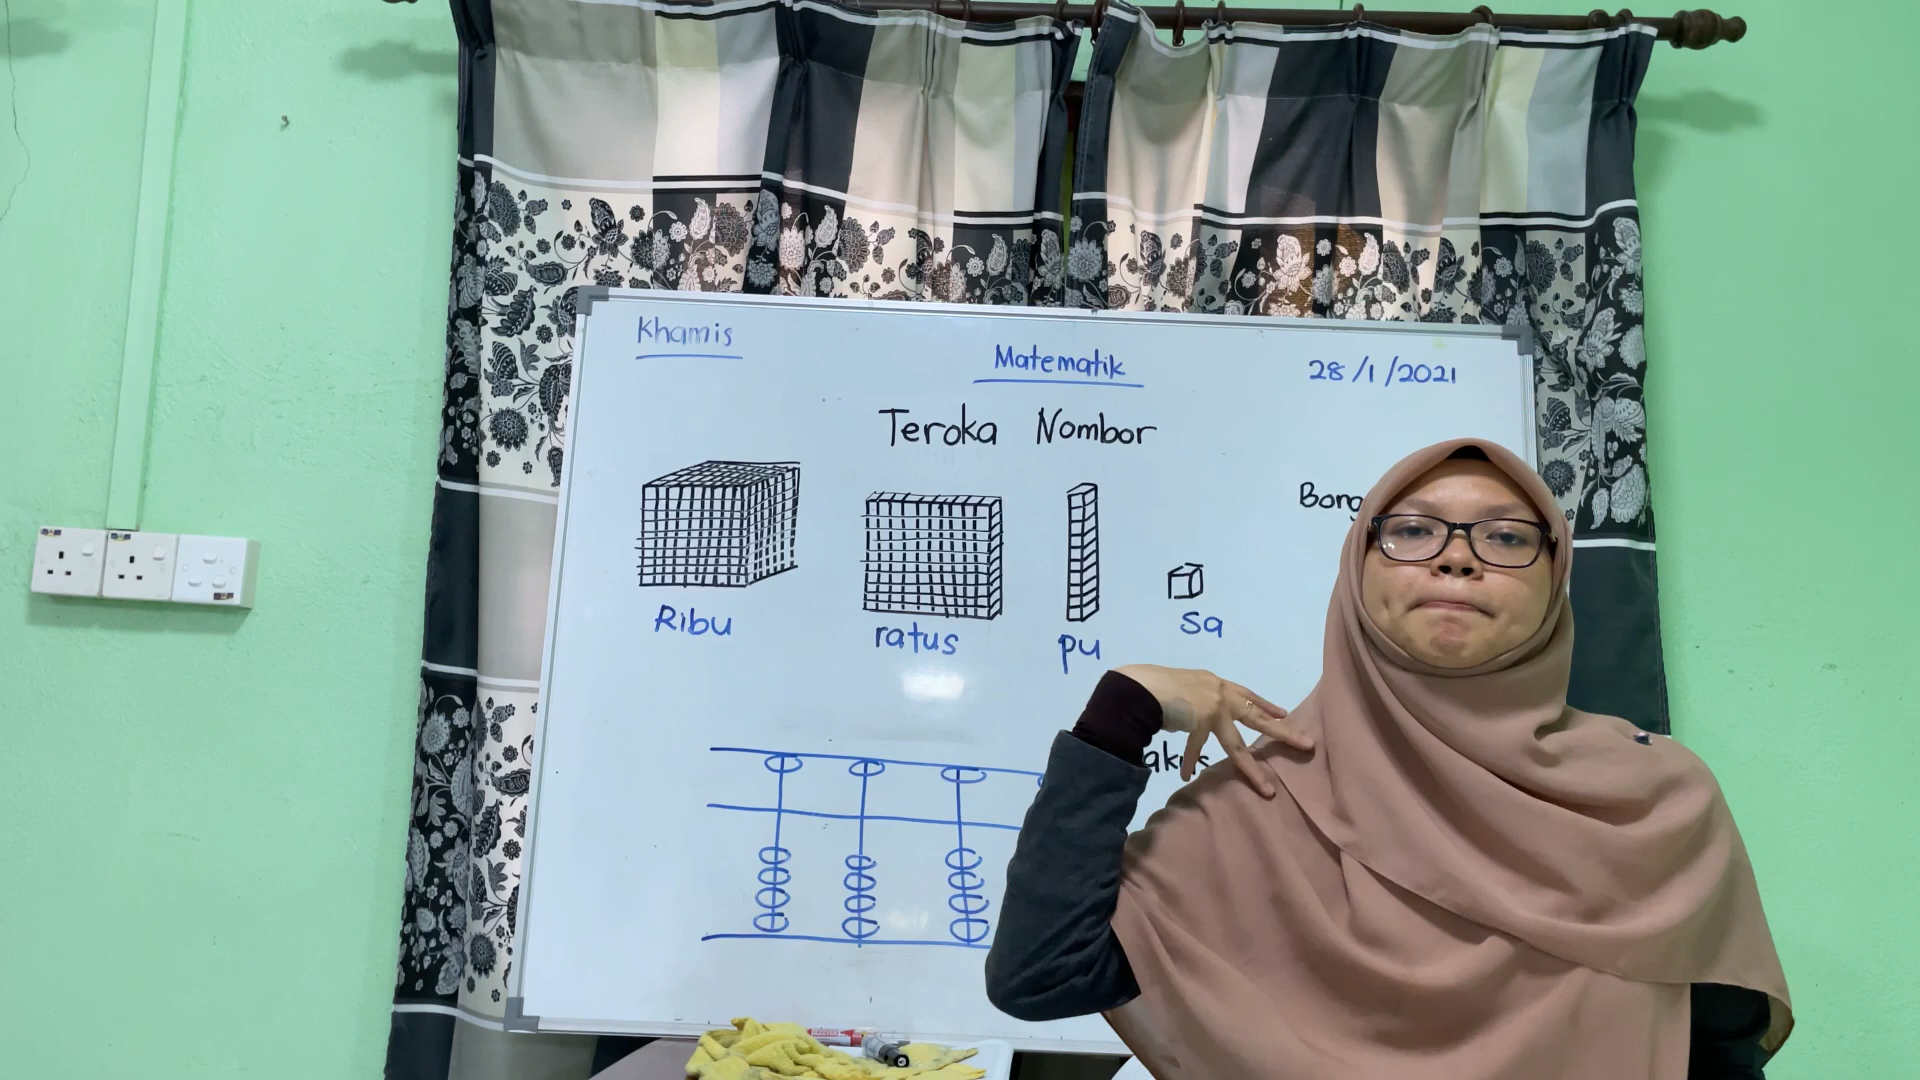 Khamis
Matematik
28/1/2021
Teroka Nombor
Ribu
ratus
pu
sa